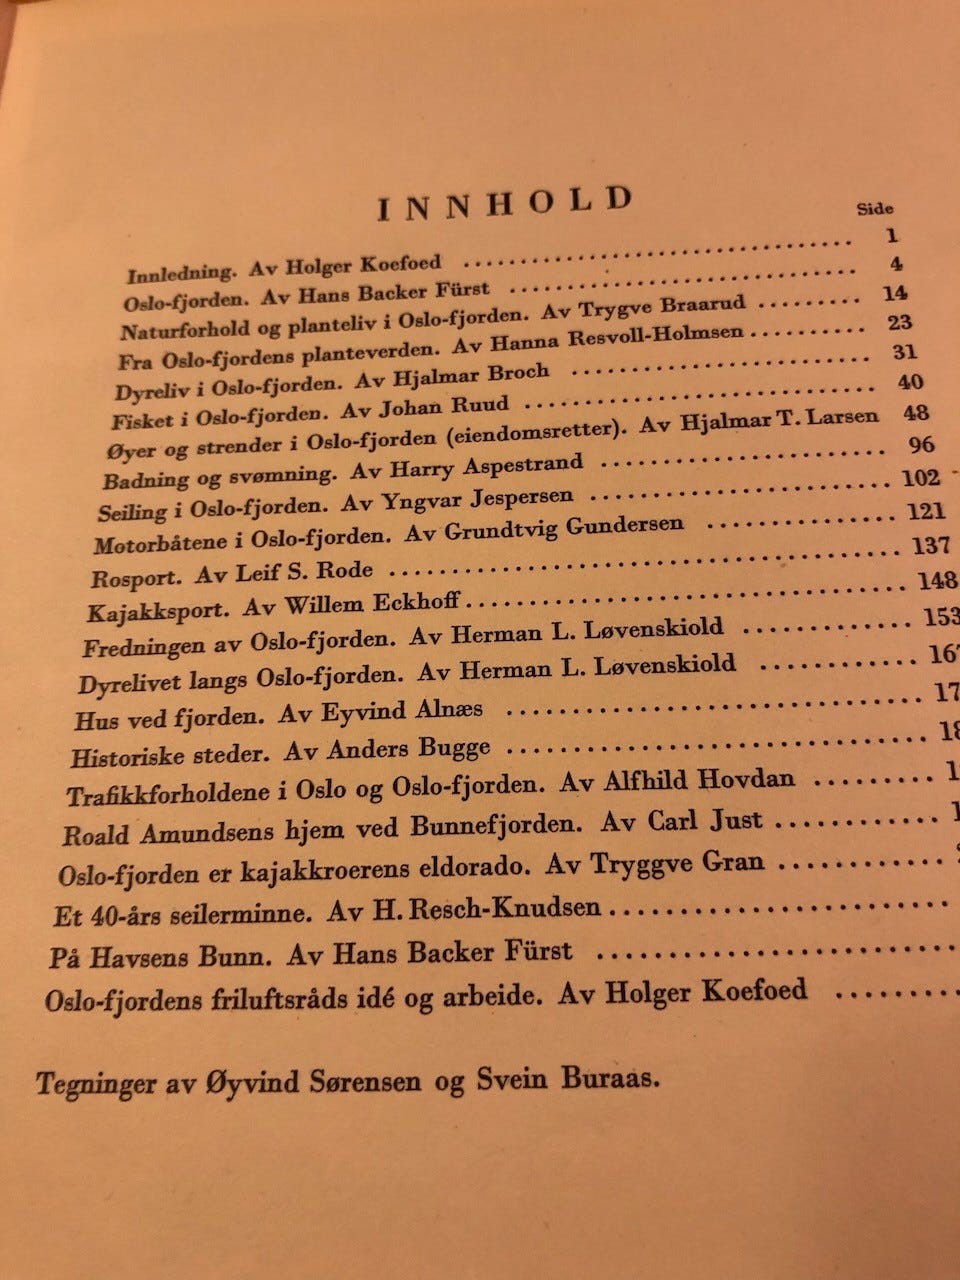 INNHOLD
Side
Innledning. Av Holger Koefoed .......... 1
Oslo-fjorden. Av Hans Backer Fürst .......... 4
Naturforhold og planteliv i Oslo-fjorden. Av Trygve Braarud .......... 14
Fra Oslo-fjordens planteverden. Av Hanna Resvoll-Holmsen .......... 23
Dyreliv i Oslo-fjorden. Av Hjalmar Broch .......... 31
Fisket i Oslo-fjorden. Av Johan Ruud .......... 40
Øyer og strender i Oslo-fjorden (eiendomsretter). Av Hjalmar T. Larsen 48
Badning og svømning. Av Harry Aspestrand .......... 96
Seiling i Oslo-fjorden. Av Yngvar Jespersen .......... 102
Motorbåtene i Oslo-fjorden. Av Grundtvig Gundersen .......... 121
Rosport. Av Leif S. Rode .......... 137
Kajakksport. Av Willem Eckhoff .......... 148
Fredningen av Oslo-fjorden. Av Herman L. Løvenskiold .......... 153
Dyrelivet langs Oslo-fjorden. Av Herman L. Løvenskiold .......... 167
Hus ved fjorden. Av Eyvind Alnæs ..........
Historiske steder. Av Anders Bugge ..........
Trafikkforholdene i Oslo og Oslo-fjorden. Av Alfhild Hovdan ..........
Roald Amundsens hjem ved Bunnefjorden. Av Carl Just ..........
Oslo-fjorden er kajakkroerens eldorado. Av Tryggve Gran ..........
Et 40-års seilerminne. Av H. Resch-Knudsen ..........
På Havsens Bunn. Av Hans Backer Fürst ..........
Oslo-fjordens friluftsråds idé og arbeide. Av Holger Koefoed ..........
Tegninger av Øyvind Sørensen og Svein Buraas.